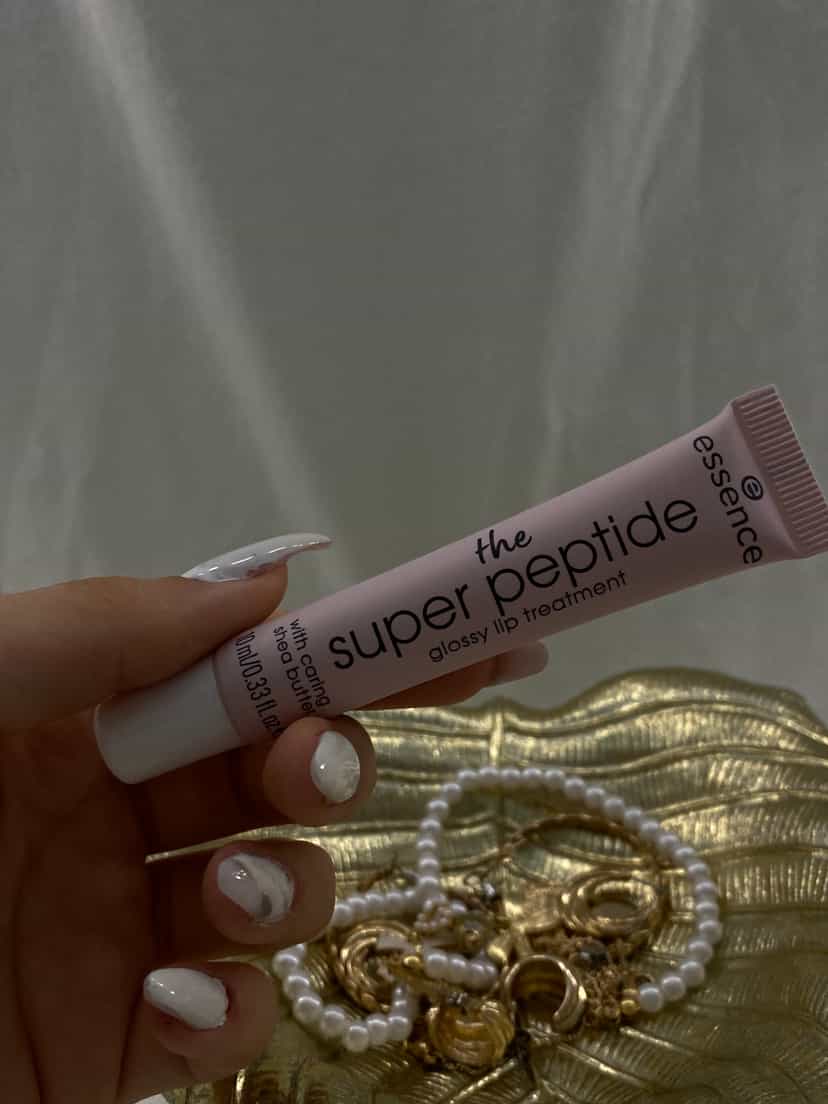 essence
the
super peptide
glossy lip treatment
with caring
shea butter
10 ml/0.33 fl.oz.